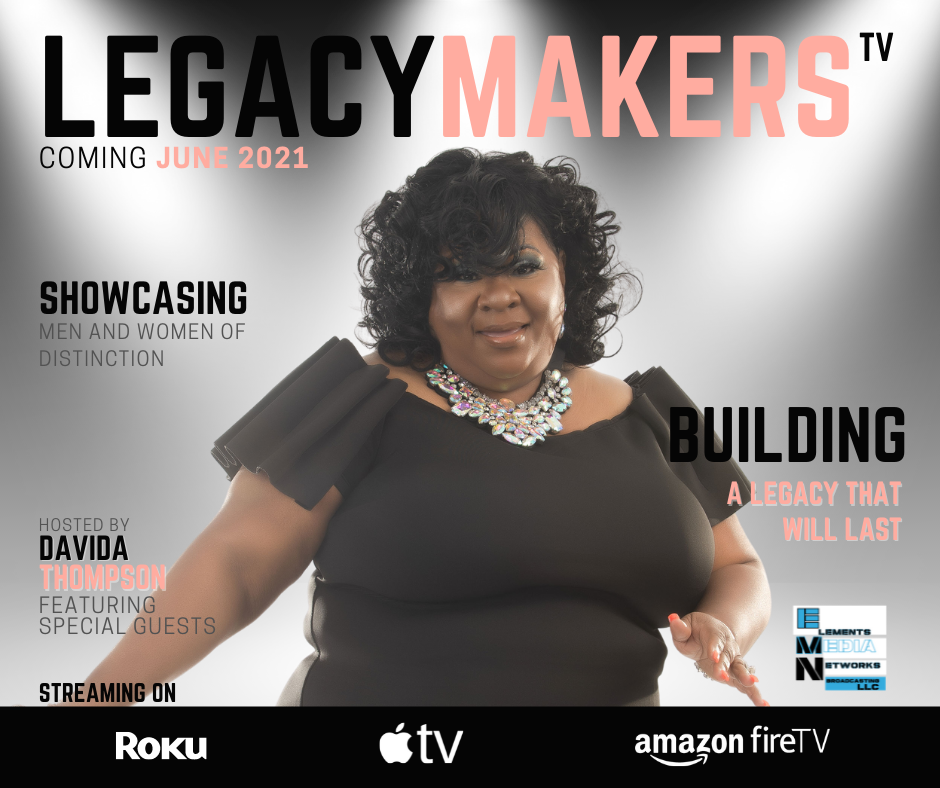 LEGACYMAKERS TV
COMING JUNE 2021
SHOWCASING
MEN AND WOMEN OF
DISTINCTION
BUILDING
A LEGACY THAT
WILL LAST
HOSTED BY
DAVIDA
THOMPSON
FEATURING
SPECIAL GUESTS
ELEMENTS
MEDIA
NETWORKS
BROADCASTING
LLC
STREAMING ON
ROKU
tv
amazon fireTV